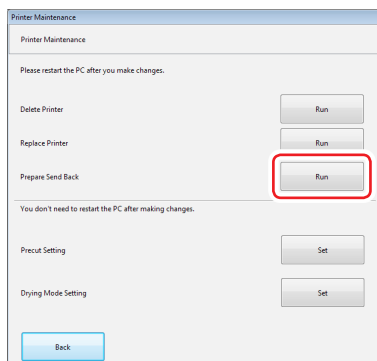 Printer Maintenance
Printer Maintenance
Please restart the PC after you make changes.
Delete Printer Run
Replace Printer Run
Prepare Send Back Run
You don't need to restart the PC after making changes.
Precut Setting Set
Drying Mode Setting Set
Back